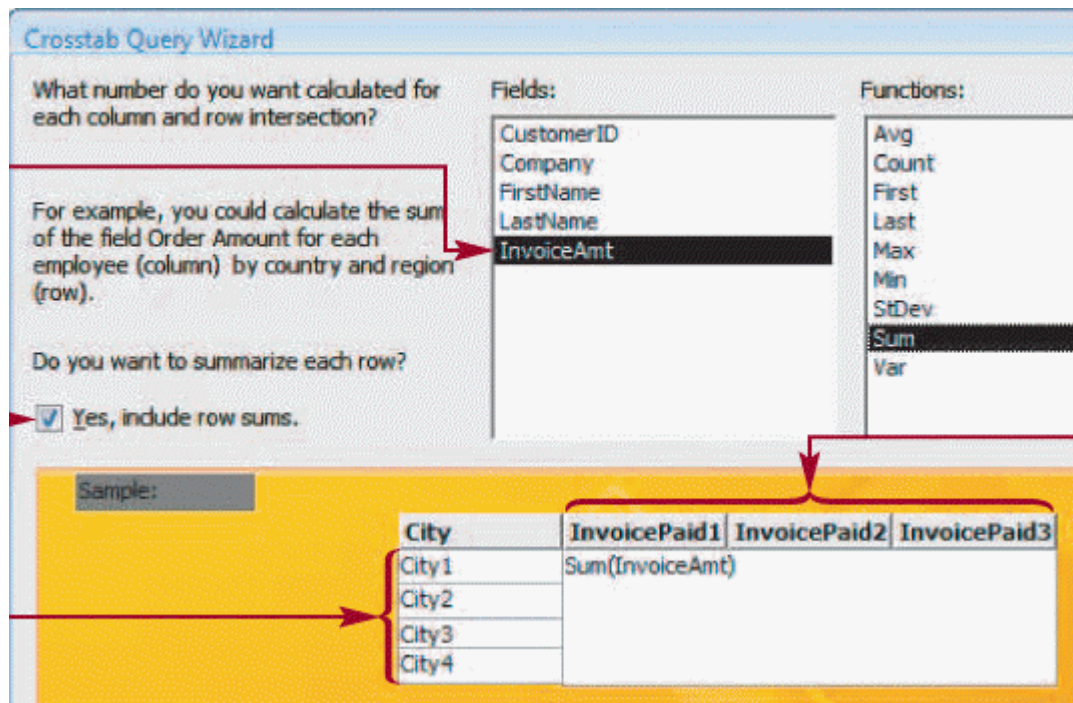 Crosstab Query Wizard
What number do you want calculated for
each column and row intersection?
For example, you could calculate the sum
of the field Order Amount for each
employee (column) by country and region
(row).
Do you want to summarize each row?
Yes, include row sums.
Fields:
CustomerID
Company
FirstName
LastName
InvoiceAmt
Functions:
Avg
Count
First
Last
Max
Min
StDev
Sum
Var
Sample:
City InvoicePaid1 InvoicePaid2 InvoicePaid3
City1 Sum(InvoiceAmt)
City2
City3
City4